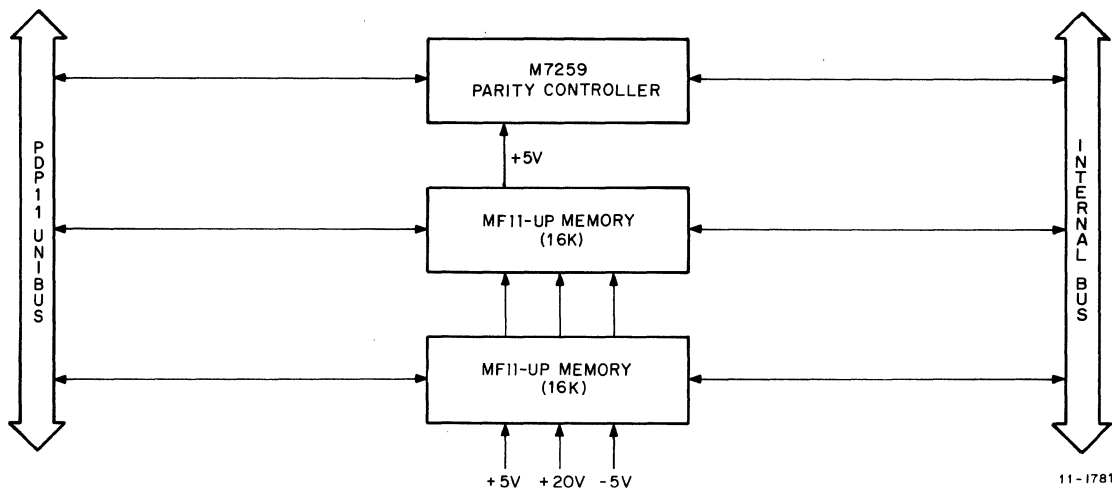 M7259
PARITY CONTROLLER
+5V
PDP11 UNIBUS
MF11-UP MEMORY
(16K)
INTERNAL BUS
MF11-UP MEMORY
(16K)
+5V +20V -5V
11-1781